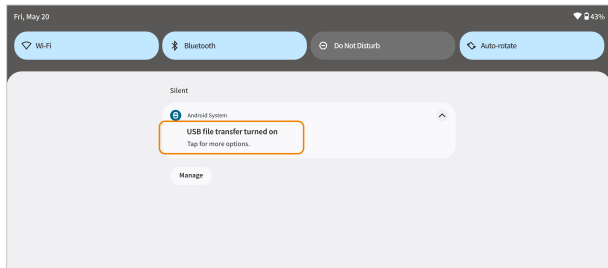 Fri, May 20
43%
Wi-Fi
Bluetooth
Do Not Disturb
Auto-rotate
Silent
Android System
USB file transfer turned on
Tap for more options.
Manage